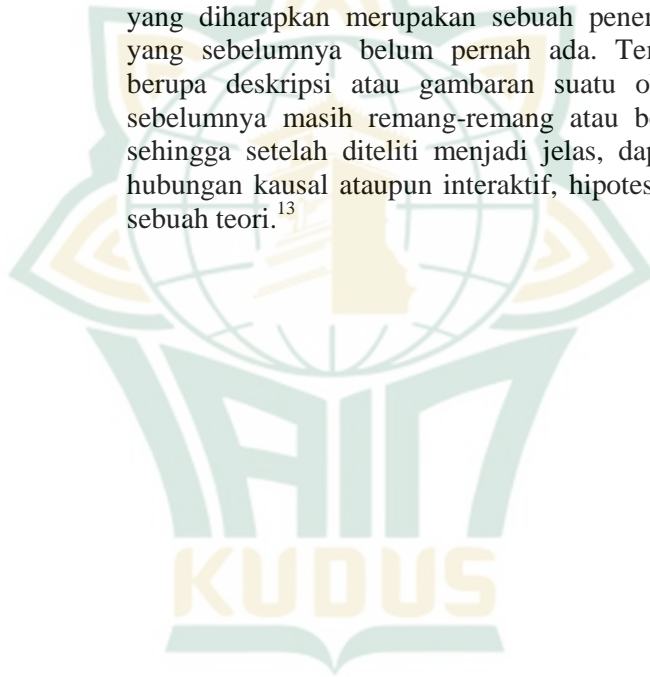 yang diharapkan merupakan sebuah
yang sebelumnya belum pernah ada.
berupa deskripsi atau gambaran suatu
sebelumnya masih remang-remang atau
sehingga setelah diteliti menjadi jelas,
hubungan kausal ataupun interaktif,
sebuah teori.13
IAIN
KUDUS